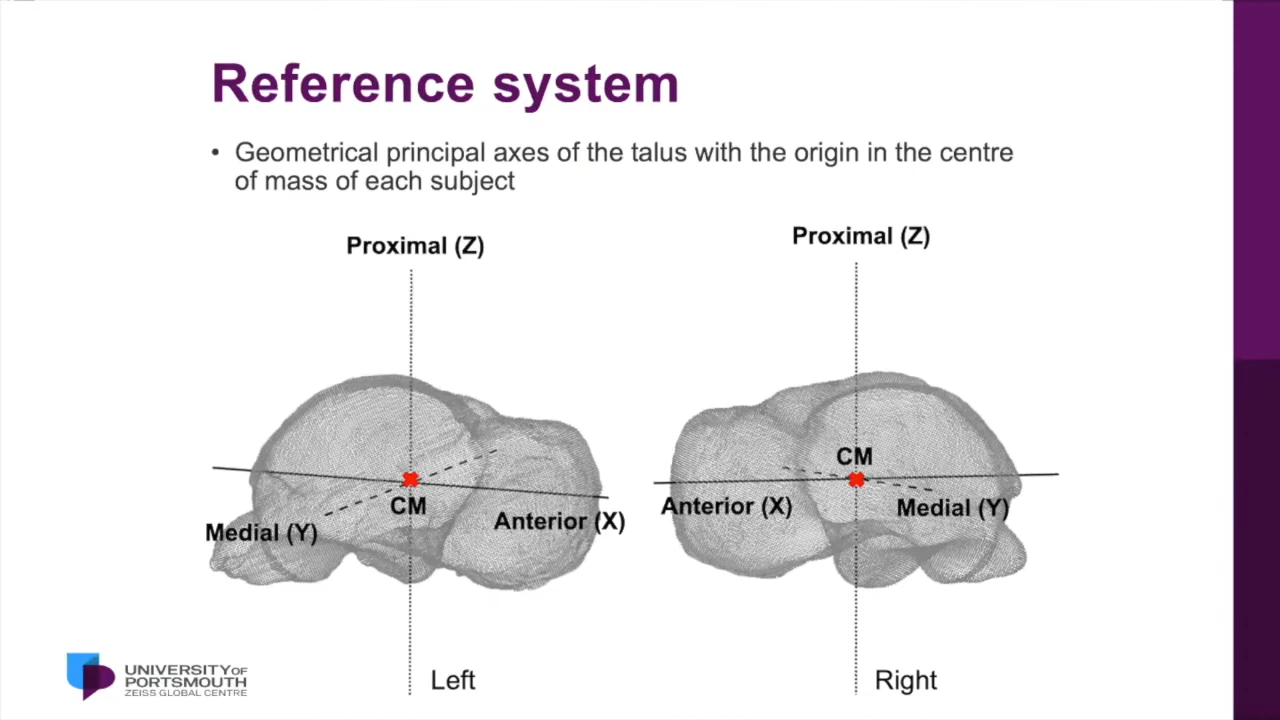 Reference system
• Geometrical principal axes of the talus with the origin in the centre
of mass of each subject
Proximal (Z)
CM
Medial (Y)
Anterior (X)
Left
Proximal (Z)
CM
Anterior (X)
Medial (Y)
Right
UNIVERSITY OF
PORTSMOUTH
ZEISS GLOBAL CENTRE